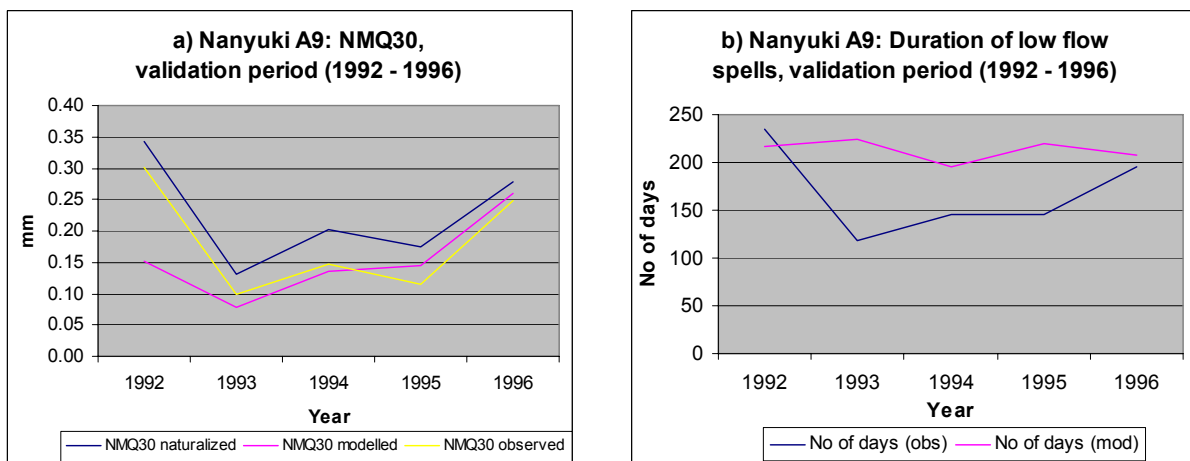 a) Nanyuki A9: NMQ30,
validation period (1992 - 1996)
0.40
0.35
0.30
0.25
0.20
0.15
0.10
0.05
0.00
mm
1992 1993 1994 1995 1996
Year
NMQ30 naturalized NMQ30 modelled NMQ30 observed
b) Nanyuki A9: Duration of low flow
spells, validation period (1992 - 1996)
250
200
150
100
50
0
No of days
1992 1993 1994 1995 1996
Year
No of days (obs) No of days (mod)